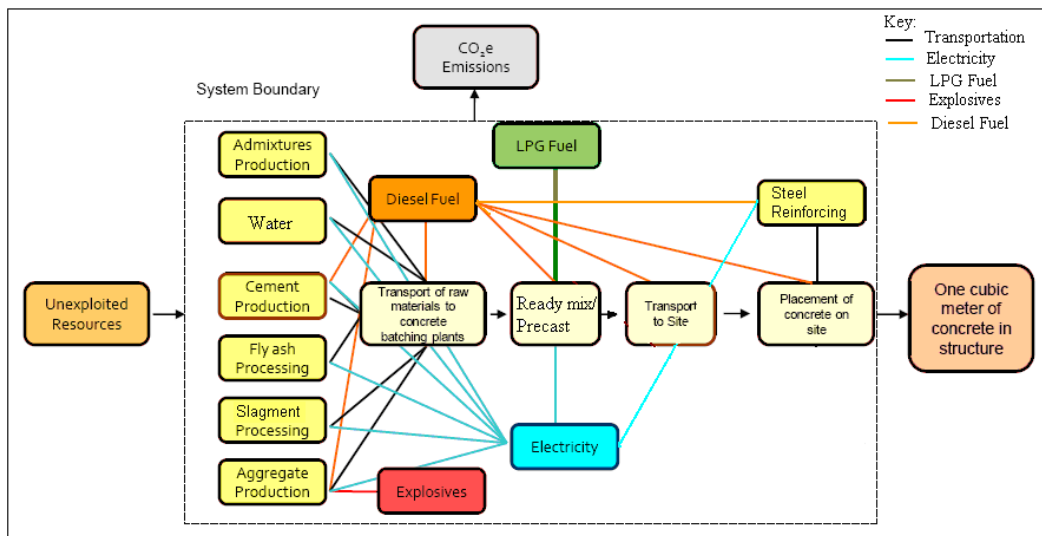 Key:
Transportation
Electricity
LPG Fuel
Explosives
Diesel Fuel
CO₂e
Emissions
System Boundary
Admixtures
Production
LPG Fuel
Diesel Fuel
Steel
Reinforcing
Water
Cement
Production
Unexploited
Resources
Transport of raw
materials to
concrete
batching plants
Ready mix/
Precast
Transport
to Site
Placement of
concrete on
site
One cubic
meter of
concrete in
structure
Fly ash
Processing
Slagment
Processing
Electricity
Aggregate
Production
Explosives